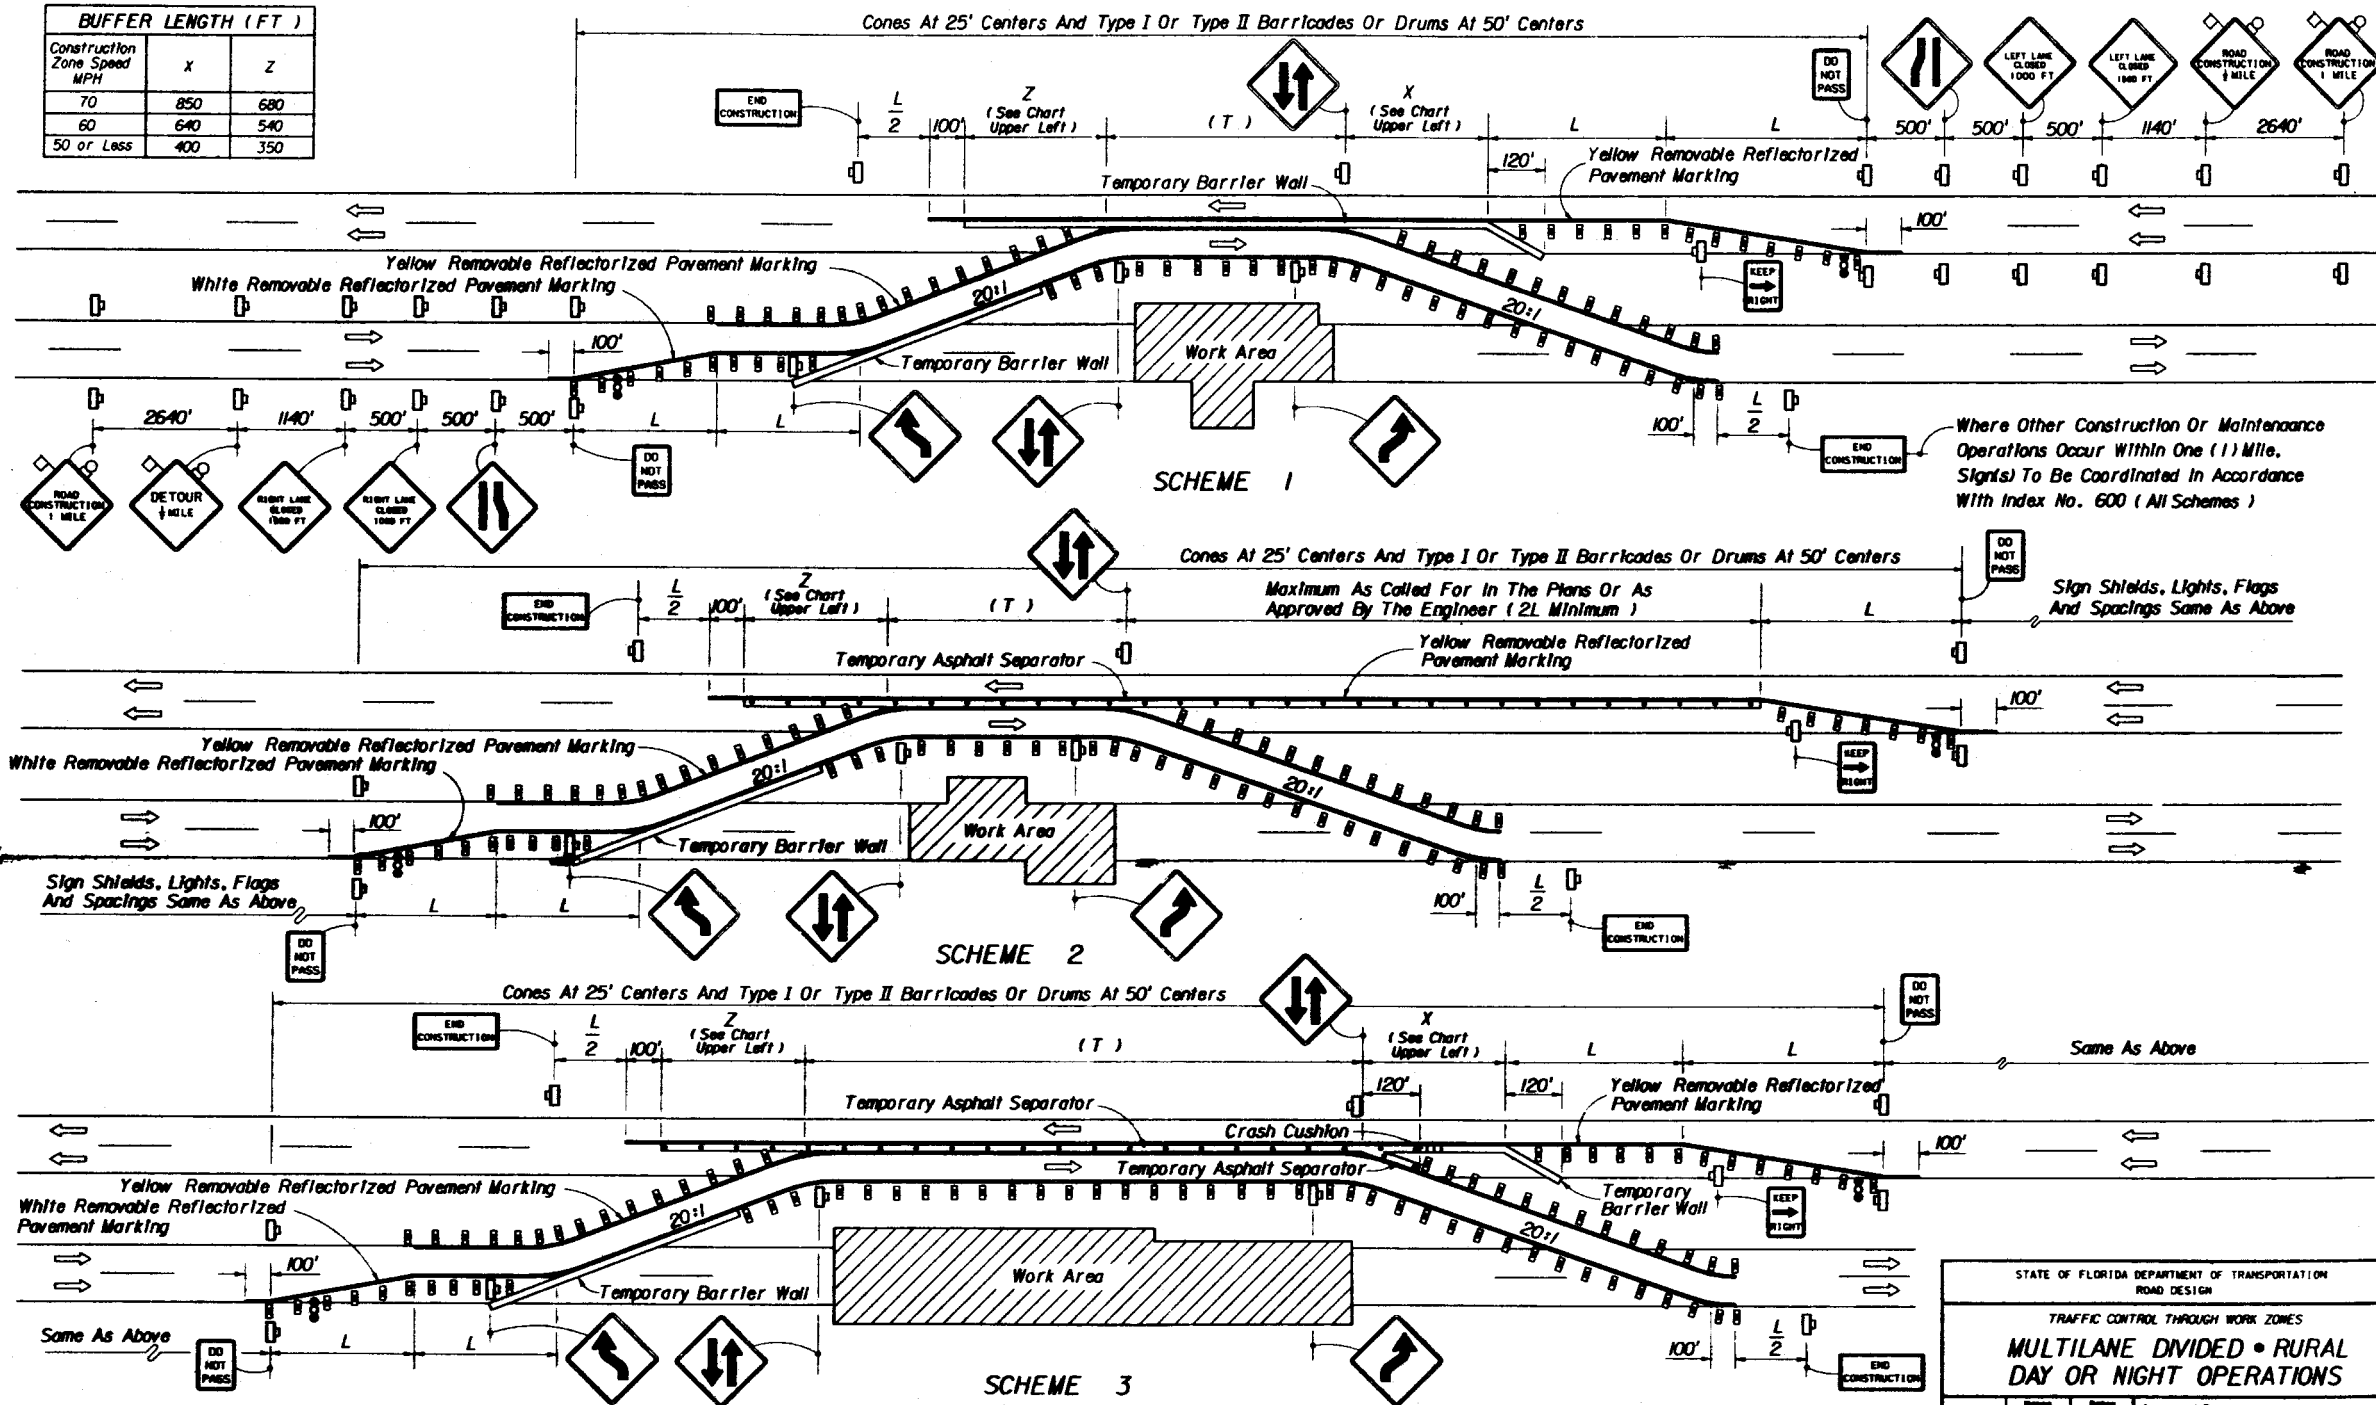 BUFFER LENGTH ( FT )
Construction
Zone Speed
MPH
X
Z
70 850 680
60 640 540
50 or Less 400 350
Cones At 25' Centers And Type I Or Type II Barricades Or Drums At 50' Centers
END
CONSTRUCTION
L
2
100'
Z
( See Chart
Upper Left )
( T )
X
( See Chart
Upper Left )
L
L
DO
NOT
PASS
500'
500'
500'
1140'
2640'
LEFT LANE
CLOSED
1000 FT
LEFT LANE
CLOSED
ROAD
CONSTRUCTION
½ MILE
ROAD
CONSTRUCTION
1 MILE
120'
Yellow Removable Reflectorized
Pavement Marking
Temporary Barrier Wall
100'
KEEP
RIGHT
Yellow Removable Reflectorized Pavement Marking
White Removable Reflectorized Pavement Marking
20:1
20:1
100'
Temporary Barrier Wall
Work Area
2640'
1140'
500'
500'
500'
L
L
100'
L
2
END
CONSTRUCTION
ROAD
CONSTRUCTION
1 MILE
DETOUR
½ MILE
RIGHT LANE
CLOSED
RIGHT LANE
CLOSED
DO
NOT
PASS
SCHEME 1
Where Other Construction Or Maintenance
Operations Occur Within One ( 1 ) Mile,
Sign(s) To Be Coordinated In Accordance
With Index No. 600 ( All Schemes )
Cones At 25' Centers And Type I Or Type II Barricades Or Drums At 50' Centers
DO
NOT
PASS
END
CONSTRUCTION
L
2
100'
Z
( See Chart
Upper Left )
( T )
Maximum As Called For In The Plans Or As
Approved By The Engineer ( 2L Minimum )
L
Sign Shields, Lights, Flags
And Spacings Same As Above
Temporary Asphalt Separator
Yellow Removable Reflectorized
Pavement Marking
100'
KEEP
RIGHT
Yellow Removable Reflectorized Pavement Marking
White Removable Reflectorized Pavement Marking
20:1
20:1
100'
Temporary Barrier Wall
Work Area
Sign Shields, Lights, Flags
And Spacings Same As Above
L
L
100'
L
2
DO
NOT
PASS
END
CONSTRUCTION
SCHEME 2
Cones At 25' Centers And Type I Or Type II Barricades Or Drums At 50' Centers
DO
NOT
PASS
END
CONSTRUCTION
L
2
100'
Z
( See Chart
Upper Left )
( T )
X
( See Chart
Upper Left )
L
L
Same As Above
120'
120'
Temporary Asphalt Separator
Yellow Removable Reflectorized
Pavement Marking
Crash Cushion
Temporary Asphalt Separator
100'
Temporary
Barrier Wall
KEEP
RIGHT
Yellow Removable Reflectorized Pavement Marking
White Removable Reflectorized
Pavement Marking
20:1
20:1
100'
Temporary Barrier Wall
Work Area
Same As Above
L
L
100'
L
2
DO
NOT
PASS
END
CONSTRUCTION
SCHEME 3
STATE OF FLORIDA DEPARTMENT OF TRANSPORTATION
ROAD DESIGN
TRAFFIC CONTROL THROUGH WORK ZONES
MULTILANE DIVIDED • RURAL
DAY OR NIGHT OPERATIONS